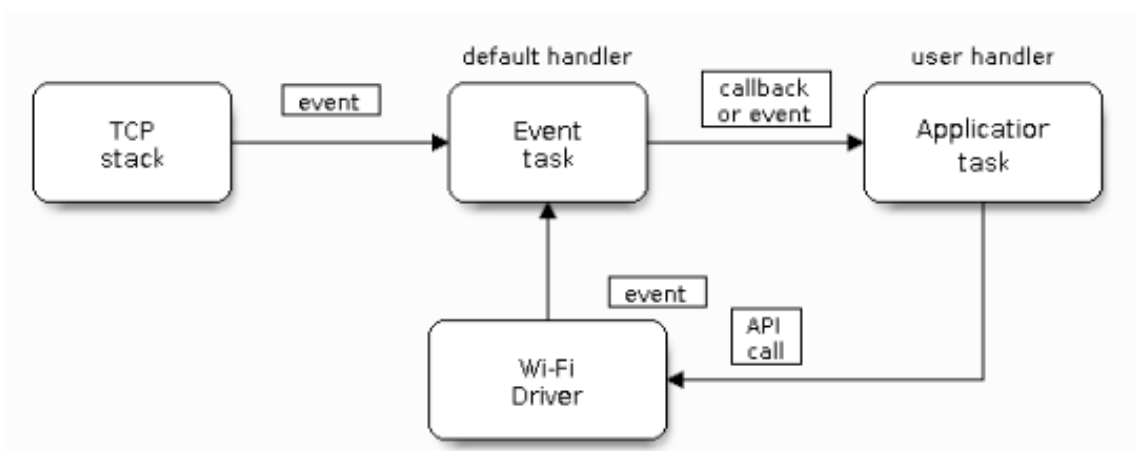 default handler
user handler
event
callback
or event
TCP
stack
Event
task
Applicatior
task
event
API
call
Wi-Fi
Driver